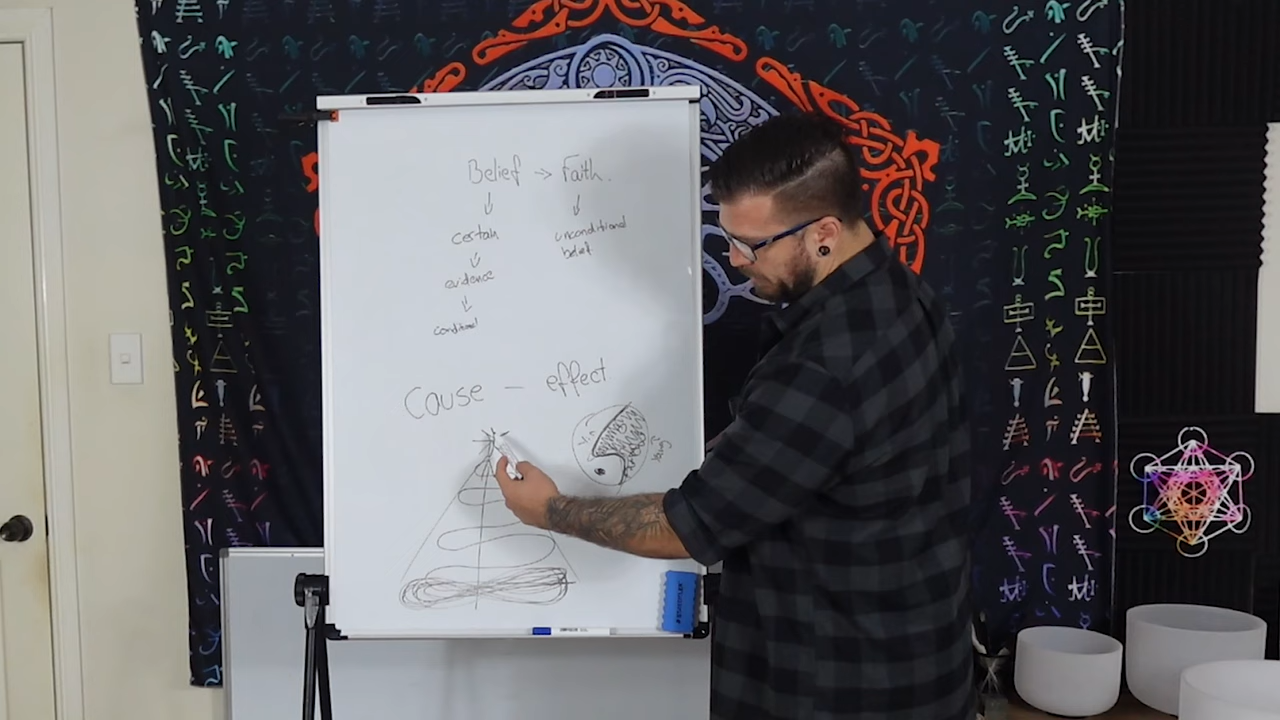 Belief → Faith.
certain
unconditional
belief
evidence
conditional
Cause — effect